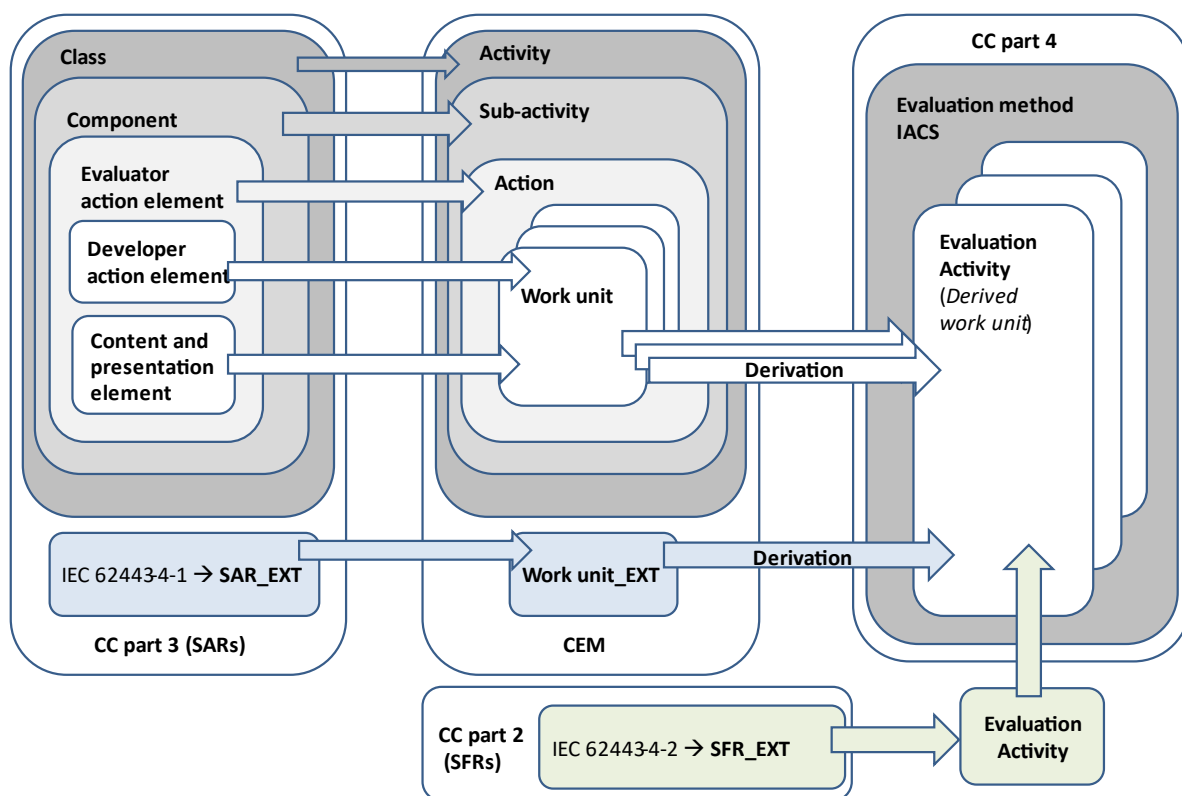 Class
Component
Evaluator
action element
Developer
action element
Content and
presentation
element
IEC 62443-4-1 → SAR_EXT
CC part 3 (SARs)
Activity
Sub-activity
Action
Work unit
Derivation
Work unit_EXT
Derivation
CEM
CC part 4
Evaluation method
IACS
Evaluation
Activity
(Derived
work unit)
CC part 2
(SFRs)
IEC 62443-4-2 → SFR_EXT
Evaluation
Activity